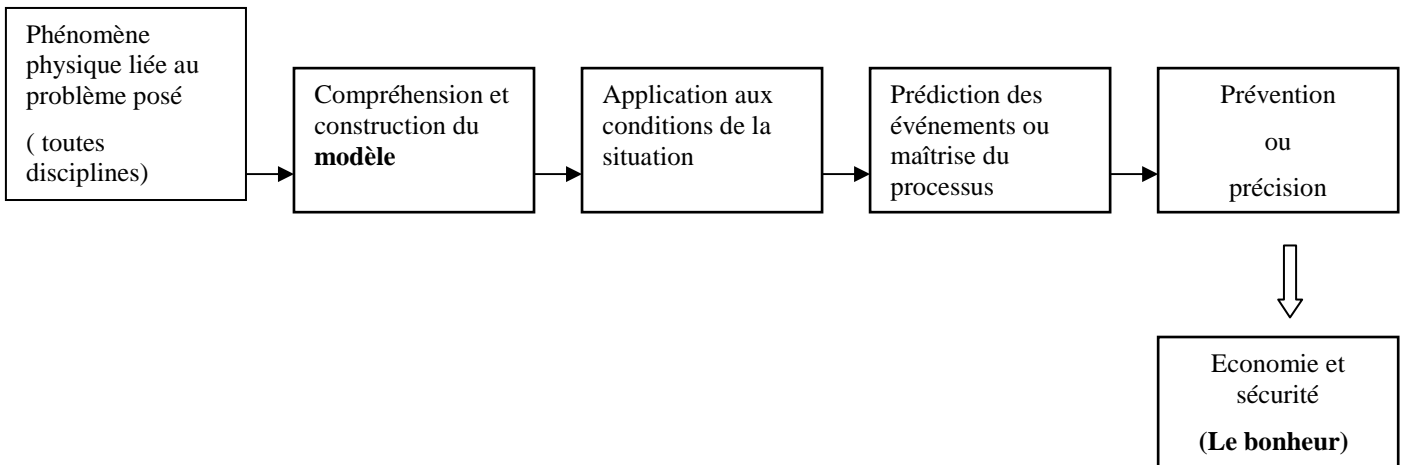 Phénomène
physique liée au
problème posé
( toutes
disciplines)
Compréhension et
construction du
modèle
Application aux
conditions de la
situation
Prédiction des
événements ou
maîtrise du
processus
Prévention
ou
précision
Economie et
sécurité
(Le bonheur)